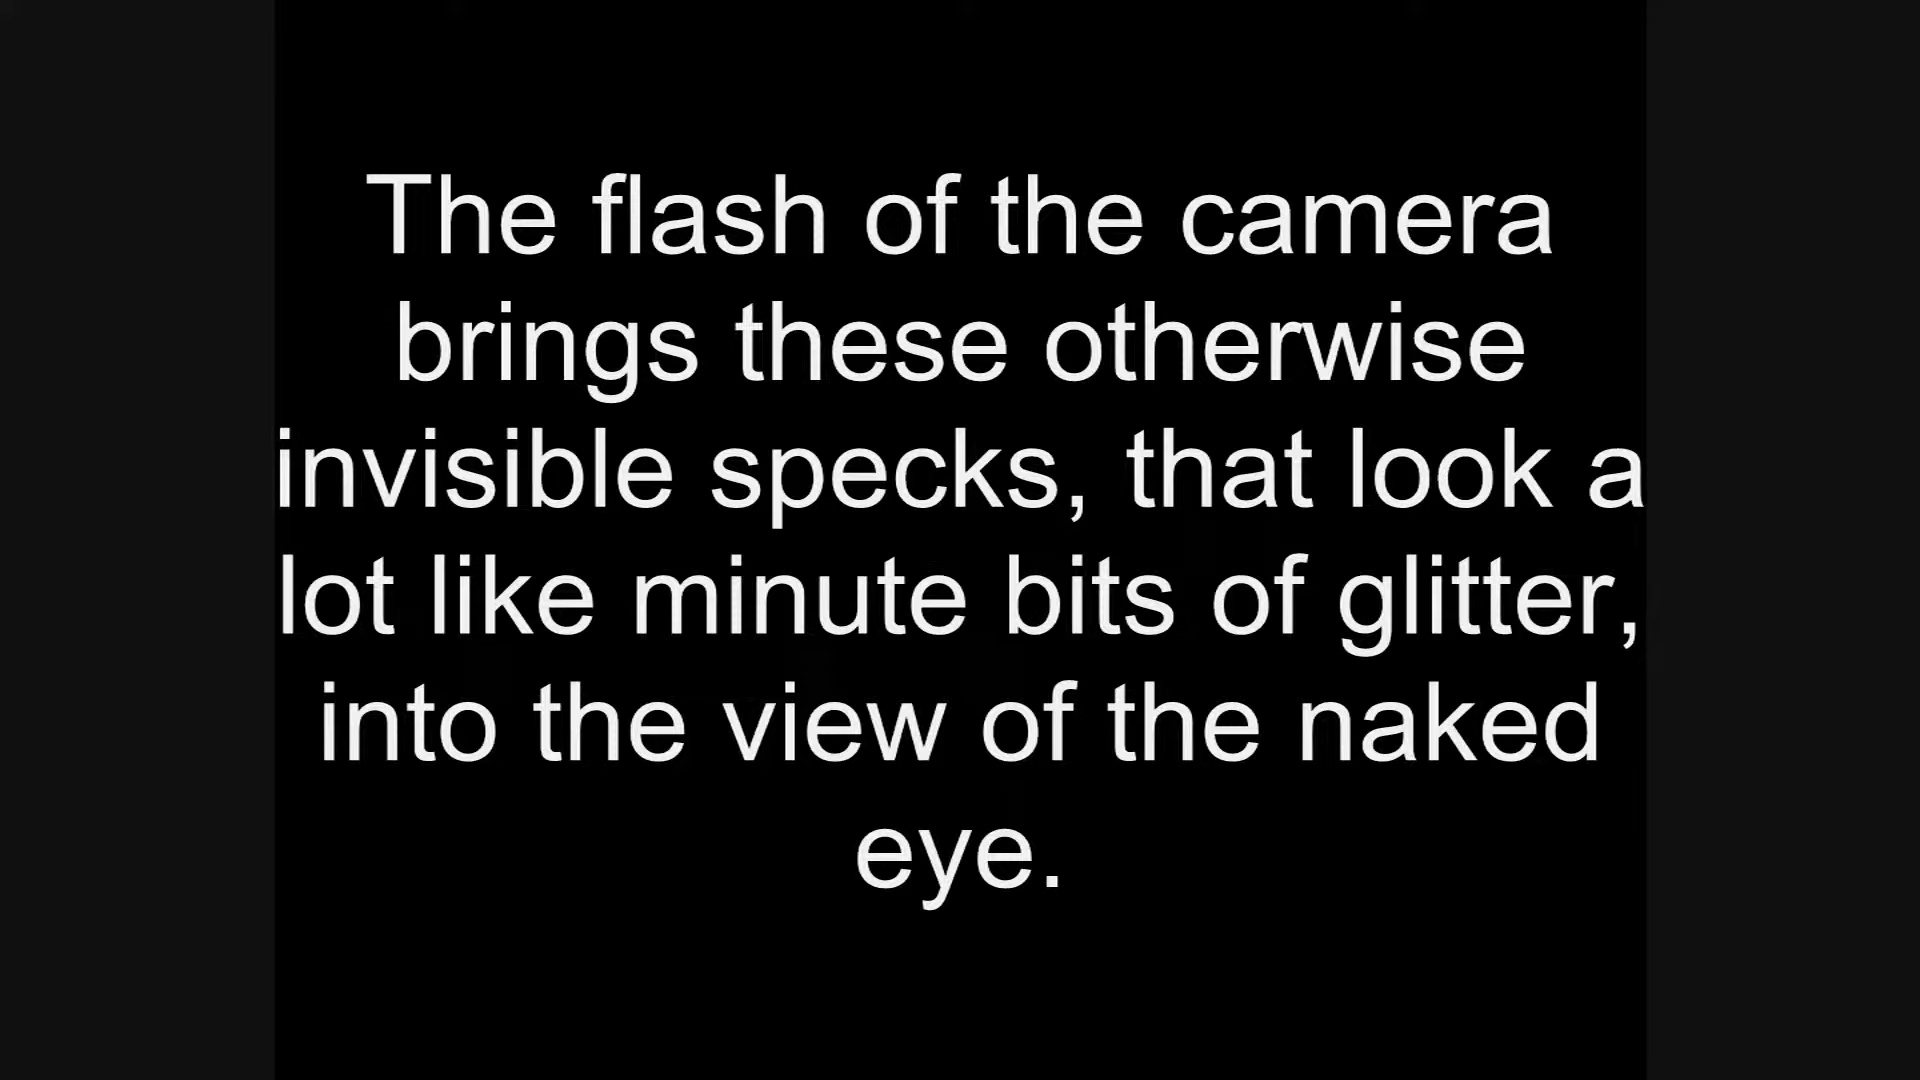 The flash of the camera
brings these otherwise
invisible specks, that look a
lot like minute bits of glitter,
into the view of the naked
eye.